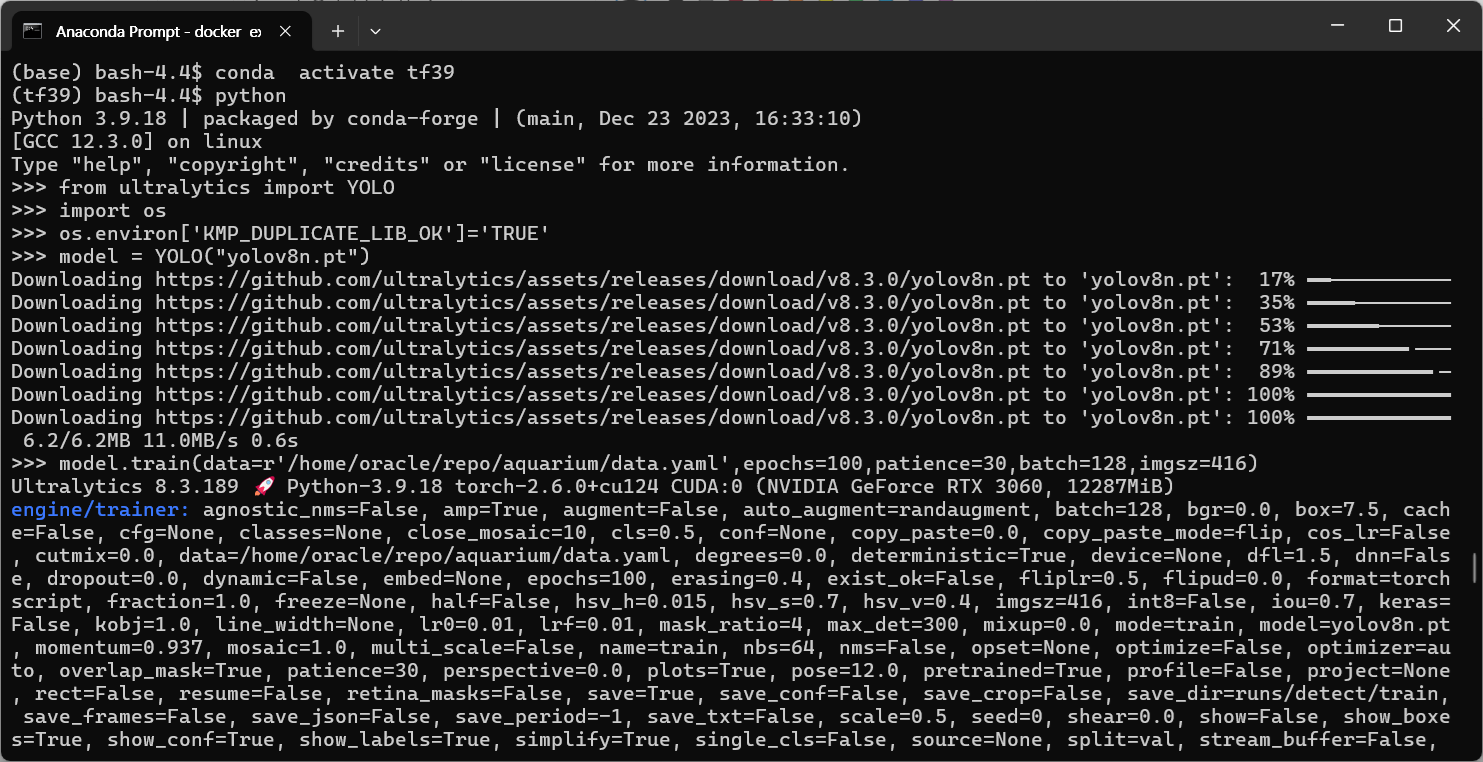 Anaconda Prompt - docker ex
(base) bash-4.4$ conda  activate tf39
(tf39) bash-4.4$ python
Python 3.9.18 | packaged by conda-forge | (main, Dec 23 2023, 16:33:10)
[GCC 12.3.0] on linux
Type "help", "copyright", "credits" or "license" for more information.
>>> from ultralytics import YOLO
>>> import os
>>> os.environ['KMP_DUPLICATE_LIB_OK']='TRUE'
>>> model = YOLO("yolov8n.pt")
Downloading https://github.com/ultralytics/assets/releases/download/v8.3.0/yolov8n.pt to 'yolov8n.pt':  17%
Downloading https://github.com/ultralytics/assets/releases/download/v8.3.0/yolov8n.pt to 'yolov8n.pt':  35%
Downloading https://github.com/ultralytics/assets/releases/download/v8.3.0/yolov8n.pt to 'yolov8n.pt':  53%
Downloading https://github.com/ultralytics/assets/releases/download/v8.3.0/yolov8n.pt to 'yolov8n.pt':  71%
Downloading https://github.com/ultralytics/assets/releases/download/v8.3.0/yolov8n.pt to 'yolov8n.pt':  89%
Downloading https://github.com/ultralytics/assets/releases/download/v8.3.0/yolov8n.pt to 'yolov8n.pt': 100%
Downloading https://github.com/ultralytics/assets/releases/download/v8.3.0/yolov8n.pt to 'yolov8n.pt': 100%
 6.2/6.2MB 11.0MB/s 0.6s
>>> model.train(data=r'/home/oracle/repo/aquarium/data.yaml',epochs=100,patience=30,batch=128,imgsz=416)
Ultralytics 8.3.189 🚀 Python-3.9.18 torch-2.6.0+cu124 CUDA:0 (NVIDIA GeForce RTX 3060, 12287MiB)
engine/trainer: agnostic_nms=False, amp=True, augment=False, auto_augment=randaugment, batch=128, bgr=0.0, box=7.5, cach
e=False, cfg=None, classes=None, close_mosaic=10, cls=0.5, conf=None, copy_paste=0.0, copy_paste_mode=flip, cos_lr=False
, cutmix=0.0, data=/home/oracle/repo/aquarium/data.yaml, degrees=0.0, deterministic=True, device=None, dfl=1.5, dnn=Fals
e, dropout=0.0, dynamic=False, embed=None, epochs=100, erasing=0.4, exist_ok=False, fliplr=0.5, flipud=0.0, format=torch
script, fraction=1.0, freeze=None, half=False, hsv_h=0.015, hsv_s=0.7, hsv_v=0.4, imgsz=416, int8=False, iou=0.7, keras=
False, kobj=1.0, line_width=None, lr0=0.01, lrf=0.01, mask_ratio=4, max_det=300, mixup=0.0, mode=train, model=yolov8n.pt
, momentum=0.937, mosaic=1.0, multi_scale=False, name=train, nbs=64, nms=False, opset=None, optimize=False, optimizer=au
to, overlap_mask=True, patience=30, perspective=0.0, plots=True, pose=12.0, pretrained=True, profile=False, project=None
, rect=False, resume=False, retina_masks=False, save=True, save_conf=False, save_crop=False, save_dir=runs/detect/train,
 save_frames=False, save_json=False, save_period=-1, save_txt=False, scale=0.5, seed=0, shear=0.0, show=False, show_boxe
s=True, show_conf=True, show_labels=True, simplify=True, single_cls=False, source=None, split=val, stream_buffer=False,